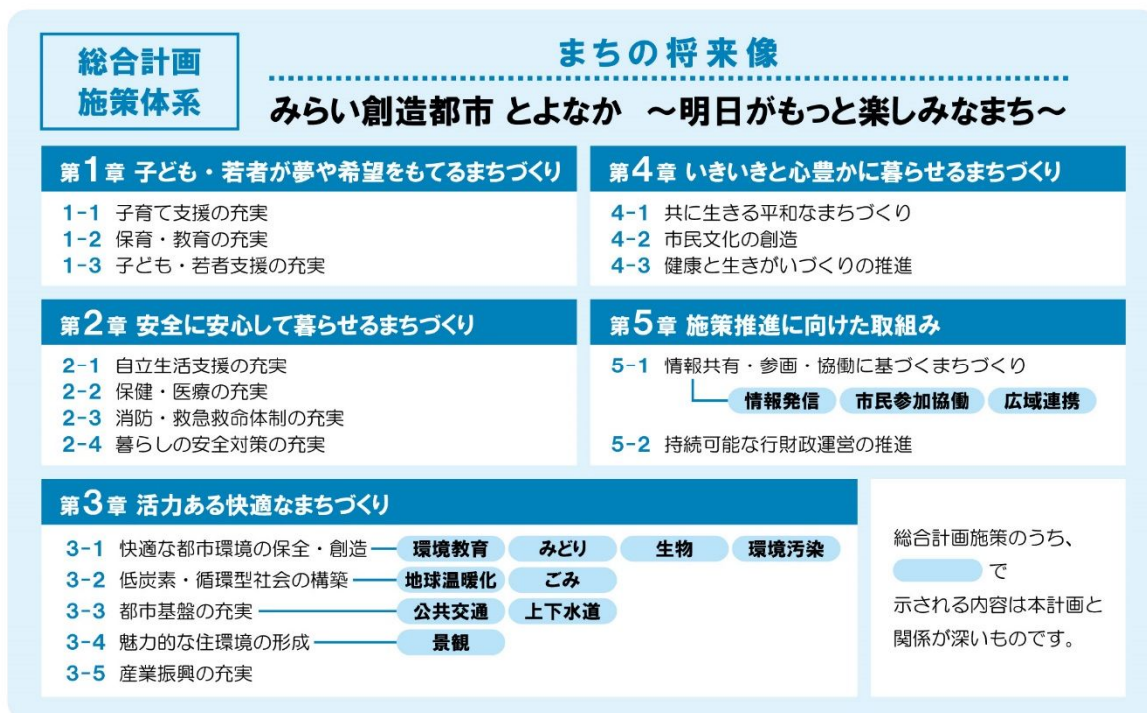 総合計画
施策体系
まちの将来像
みらい創造都市 とよなか ～明日がもっと楽しみなまち～
第1章 子ども・若者が夢や希望をもてるまちづくり
1-1 子育て支援の充実
1-2 保育・教育の充実
1-3 子ども・若者支援の充実
第2章 安全に安心して暮らせるまちづくり
2-1 自立生活支援の充実
2-2 保健・医療の充実
2-3 消防・救急救命体制の充実
2-4 暮らしの安全対策の充実
第4章 いきいきと心豊かに暮らせるまちづくり
4-1 共に生きる平和なまちづくり
4-2 市民文化の創造
4-3 健康と生きがいづくりの推進
第5章 施策推進に向けた取組み
5-1 情報共有・参画・協働に基づくまちづくり
情報発信 市民参加協働 広域連携
5-2 持続可能な行財政運営の推進
第3章 活力ある快適なまちづくり
3-1 快適な都市環境の保全・創造 環境教育 みどり 生物 環境汚染
3-2 低炭素・循環型社会の構築 地球温暖化 ごみ
3-3 都市基盤の充実 公共交通 上下水道
3-4 魅力的な住環境の形成 景観
3-5 産業振興の充実
総合計画施策のうち、
で
示される内容は本計画と
関係が深いものです。